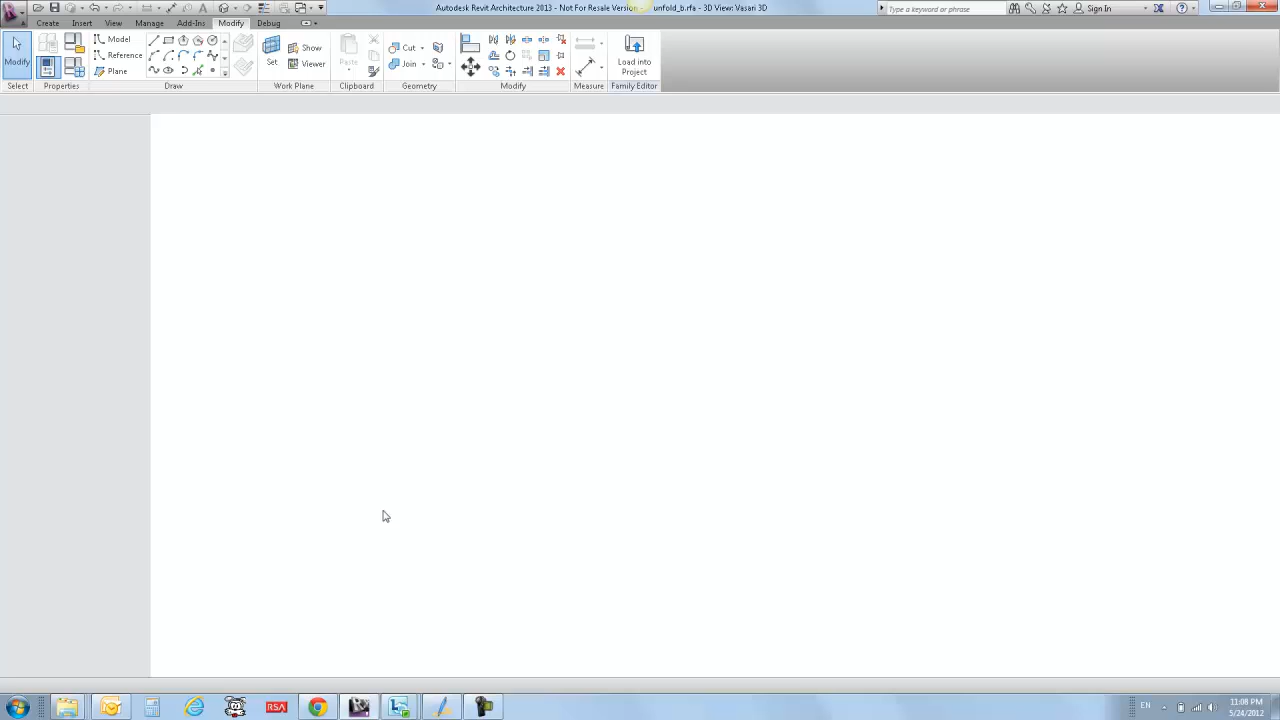 Autodesk Revit Architecture 2013 - Not For Resale Version - unfold_b.rfa - 3D View: Vasari 3D
Type a keyword or phrase
Sign In
Create Insert View Manage Add-Ins Modify Debug
Modify
Model
Reference
Plane
Set
Show
Viewer
Paste
Cut
Join
Load into
Project
Select Properties Draw Work Plane Clipboard Geometry Modify Measure Family Editor
RSA
EN
11:08 PM
5/24/2012